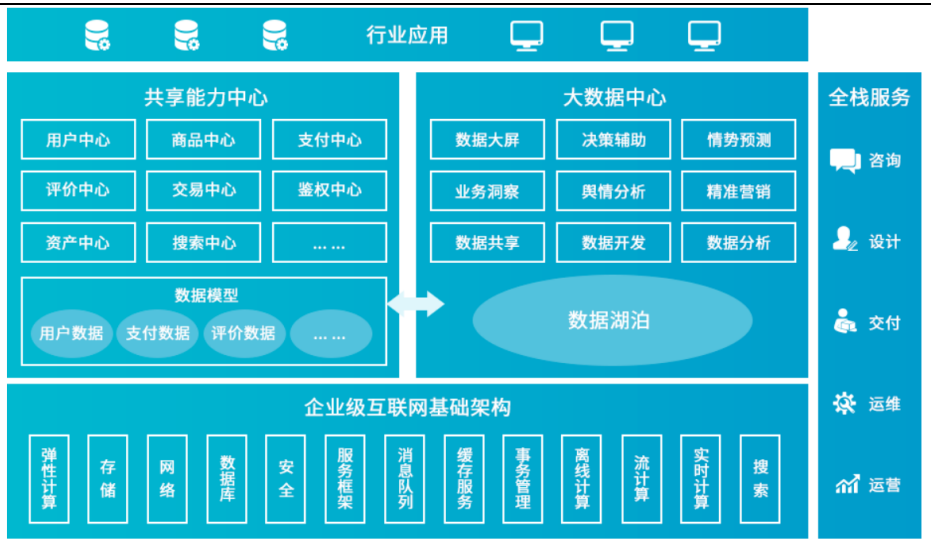 行业应用
共享能力中心
用户中心
商品中心
支付中心
评价中心
交易中心
鉴权中心
资产中心
搜索中心
... ...
数据模型
用户数据
支付数据
评价数据
... ...
大数据中心
数据大屏
决策辅助
情势预测
业务洞察
舆情分析
精准营销
数据共享
数据开发
数据分析
数据湖泊
全栈服务
咨询
设计
交付
运维
运营
企业级互联网基础架构
弹性计算
存储
网络
数据库
安全
服务框架
消息队列
缓存服务
事务管理
离线计算
流计算
实时计算
搜索